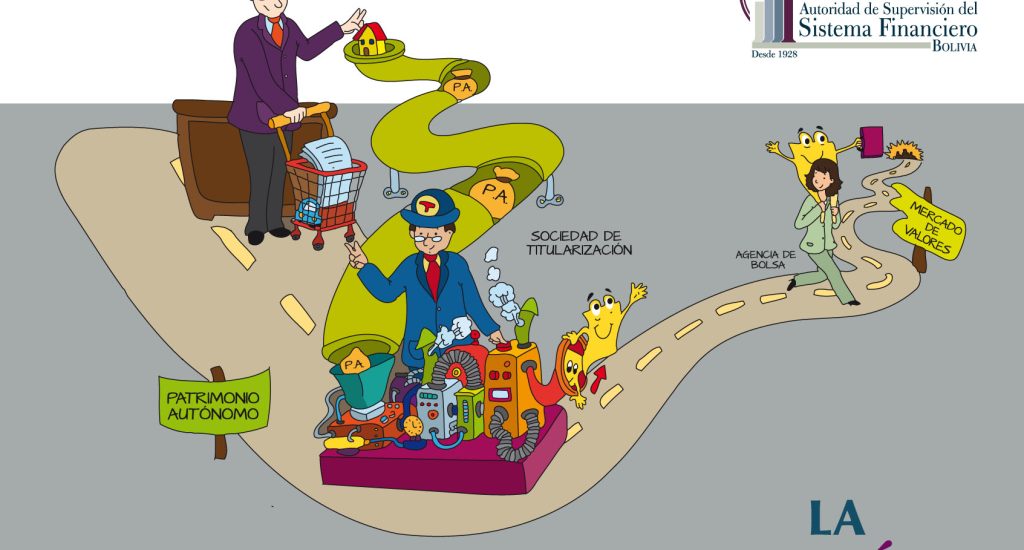 Autoridad de Supervisión del
Sistema Financiero
BOLIVIA
Desde 1928
P.A.
P.A.
T
SOCIEDAD DE
TITULARIZACIÓN
MERCADO
DE
VALORES
AGENCIA DE
BOLSA
P.A.
PATRIMONIO
AUTÓNOMO
LA